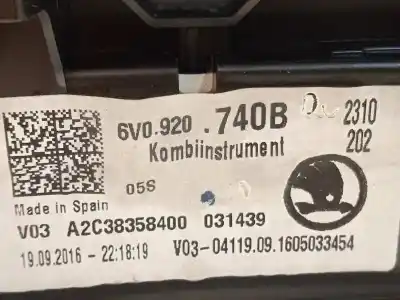 6V0.920 .740B
2310
Kombiinstrument
202
05S
Made in Spain
V03 A2C38358400 031439
19.09.2016 - 22:18:19 V03-04119.09.1605033454